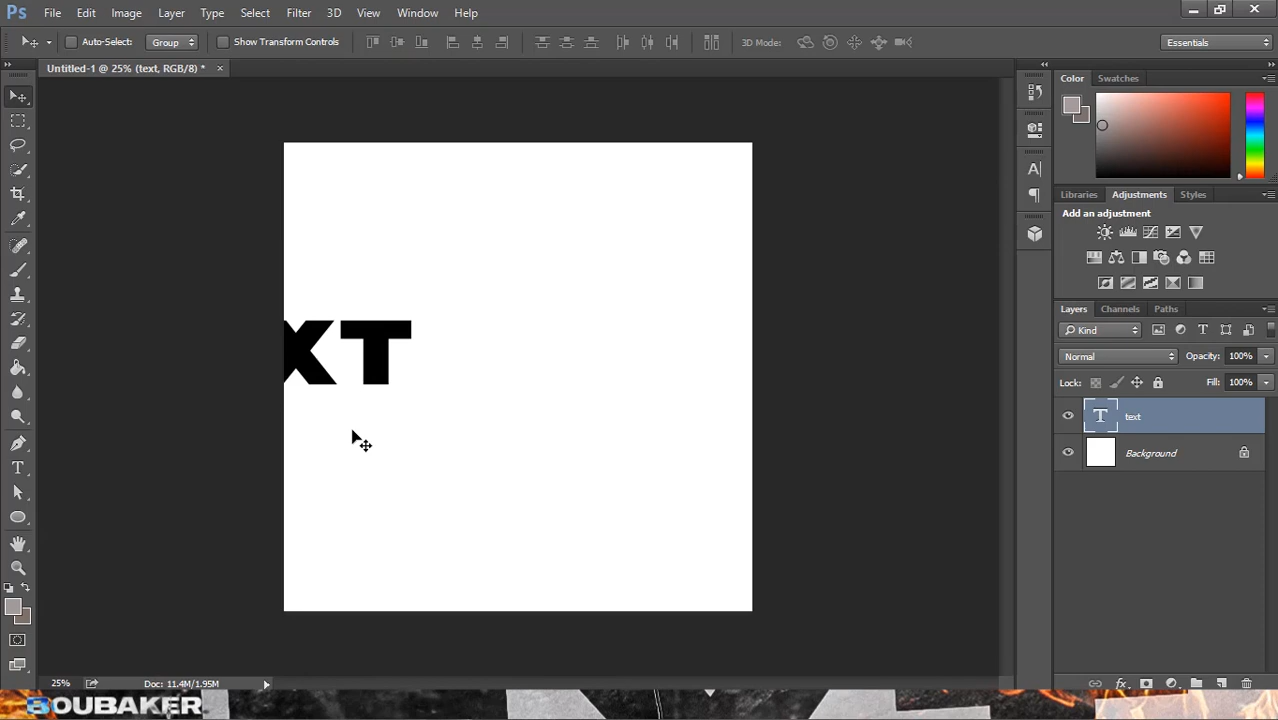 Ps File Edit Image Layer Type Select Filter 3D View Window Help
Auto-Select: Group Show Transform Controls 3D Mode: Essentials
Untitled-1 @ 25% (text, RGB/8) * ×
Color Swatches
Libraries Adjustments Styles
Add an adjustment
Layers Channels Paths
Kind T
Normal Opacity: 100%
Lock: Fill: 100%
T text
Background
XT
25% Doc: 11.4M/1.95M
fx
BOUBAKER